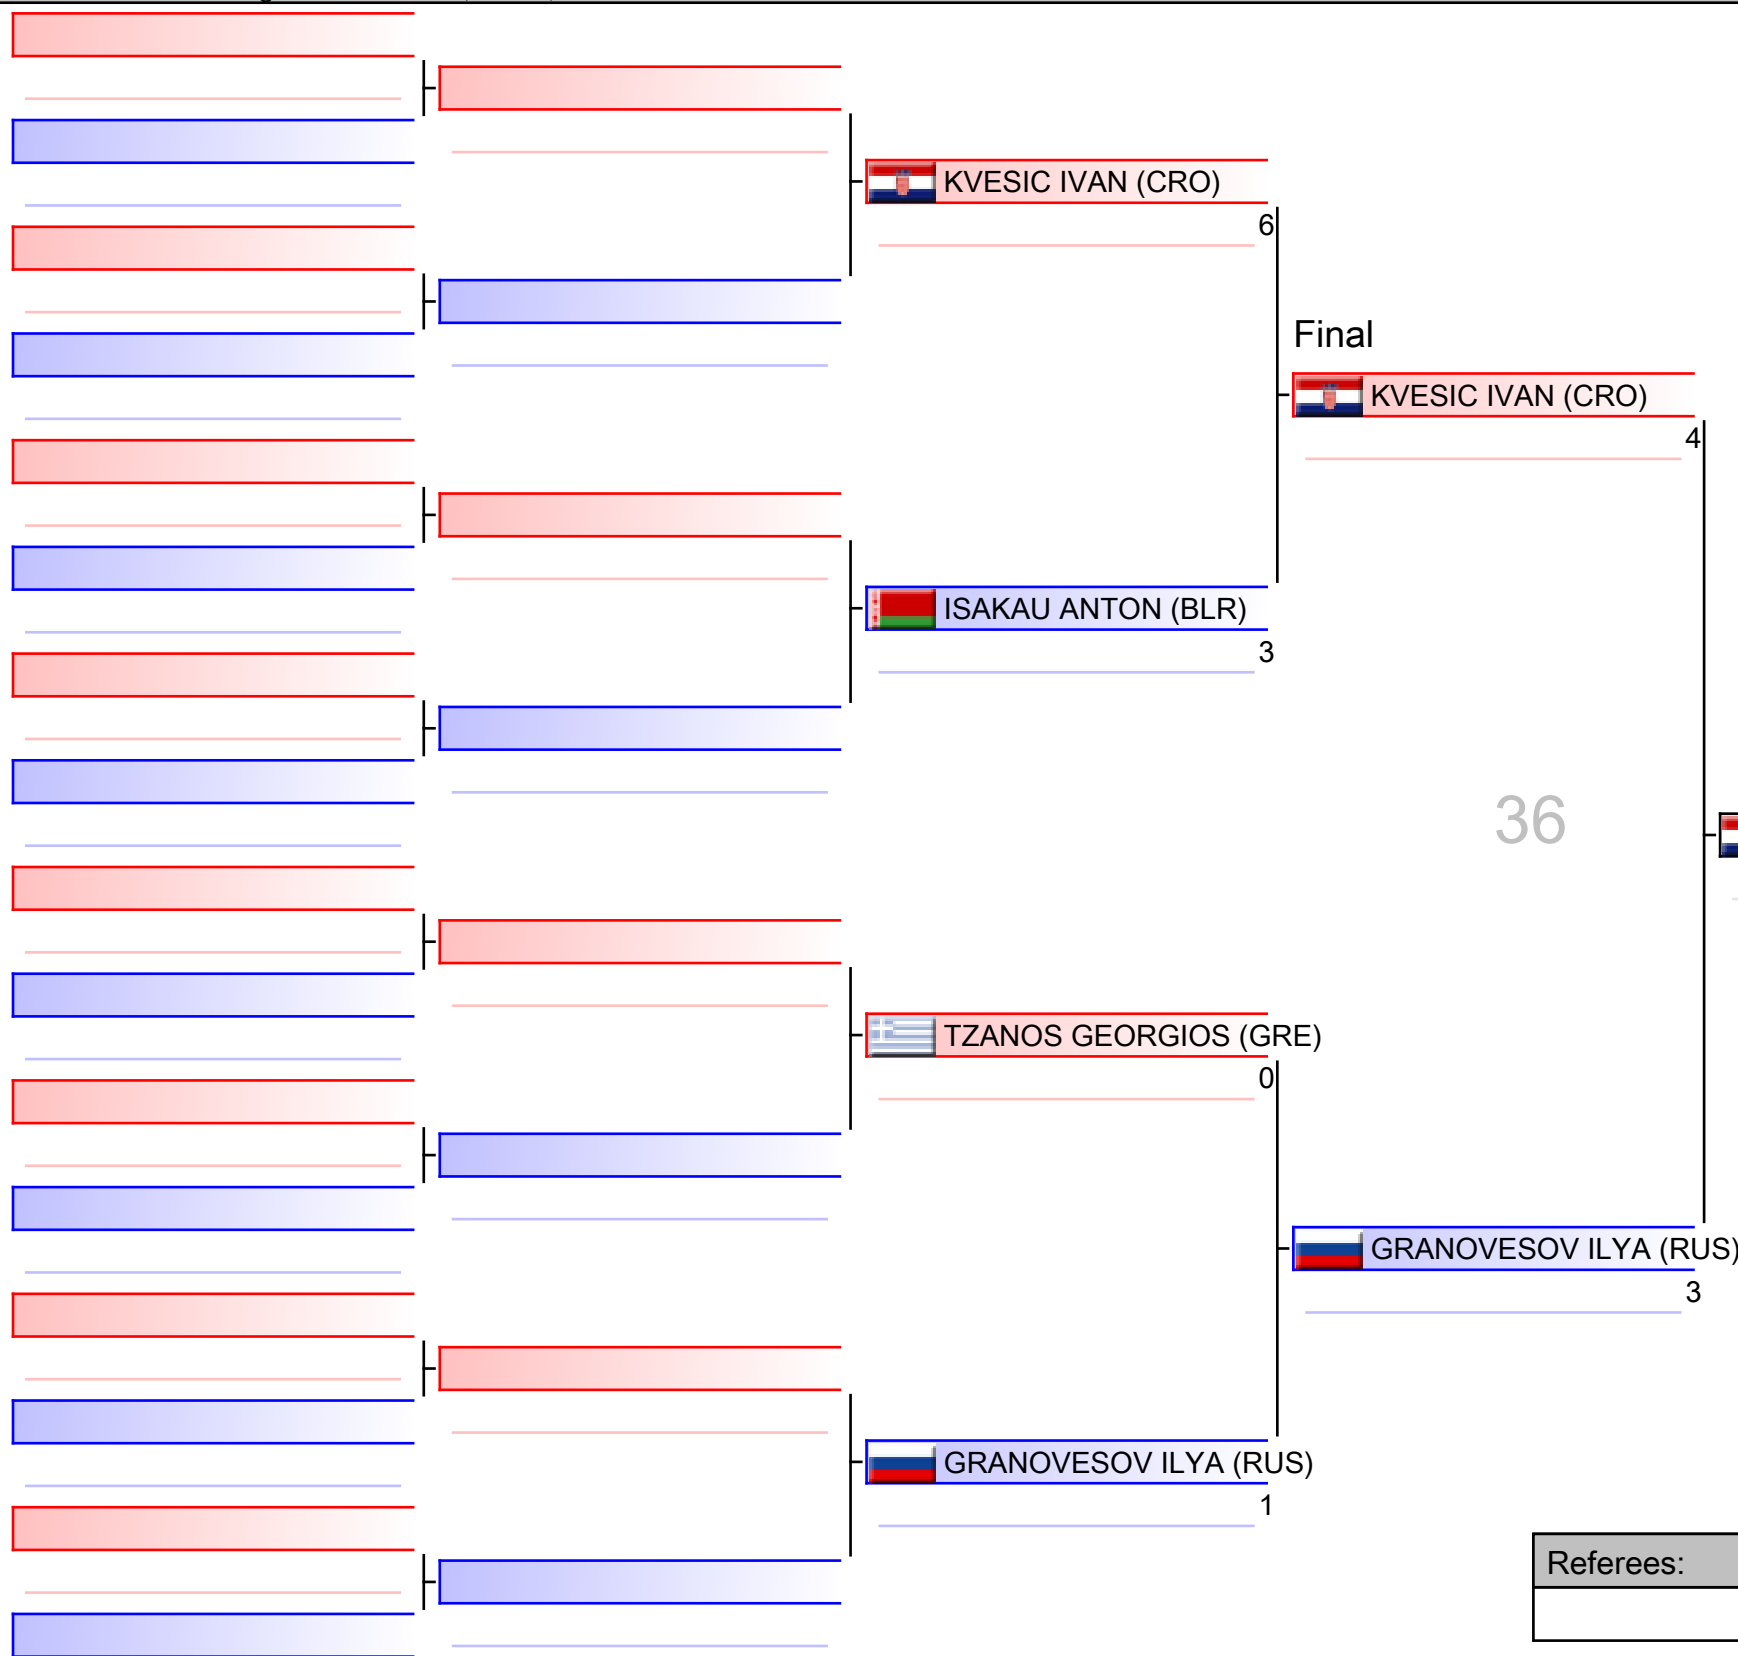 KVESIC IVAN (CRO)
6
Final
KVESIC IVAN (CRO)
4
ISAKAU ANTON (BLR)
3
36
TZANOS GEORGIOS (GRE)
0
GRANOVESOV ILYA (RUS)
3
GRANOVESOV ILYA (RUS)
1
Referees: